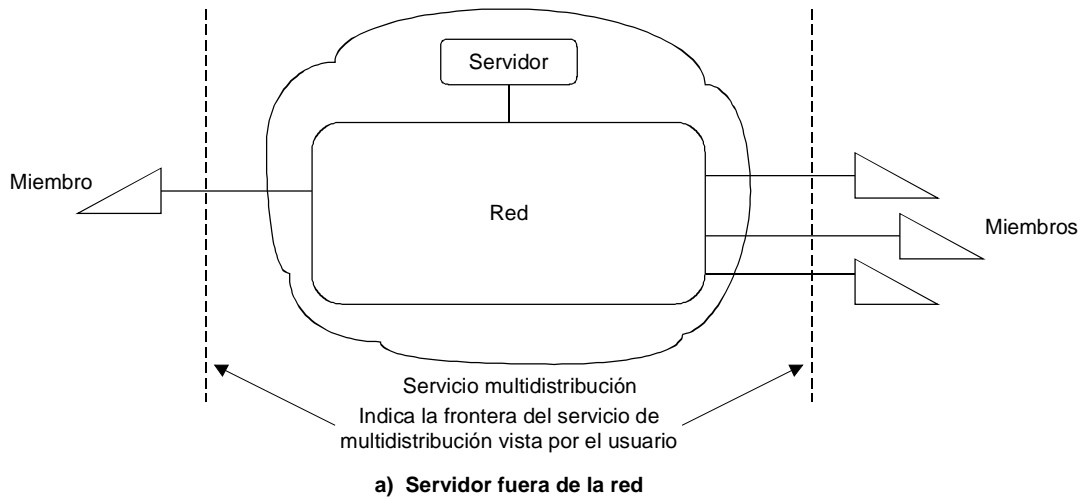 Servidor
Miembro
Red
Miembros
Servicio multidistribución
Indica la frontera del servicio de
multidistribución vista por el usuario
a) Servidor fuera de la red